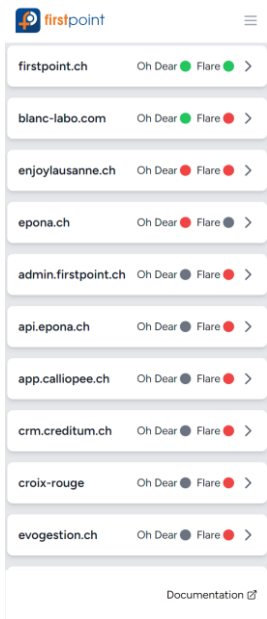 firstpoint
firstpoint.ch Oh Dear Flare
blanc-labo.com Oh Dear Flare
enjoylausanne.ch Oh Dear Flare
epona.ch Oh Dear Flare
admin.firstpoint.ch Oh Dear Flare
api.epona.ch Oh Dear Flare
app.calliopee.ch Oh Dear Flare
crm.creditum.ch Oh Dear Flare
croix-rouge Oh Dear Flare
evogestion.ch Oh Dear Flare
Documentation